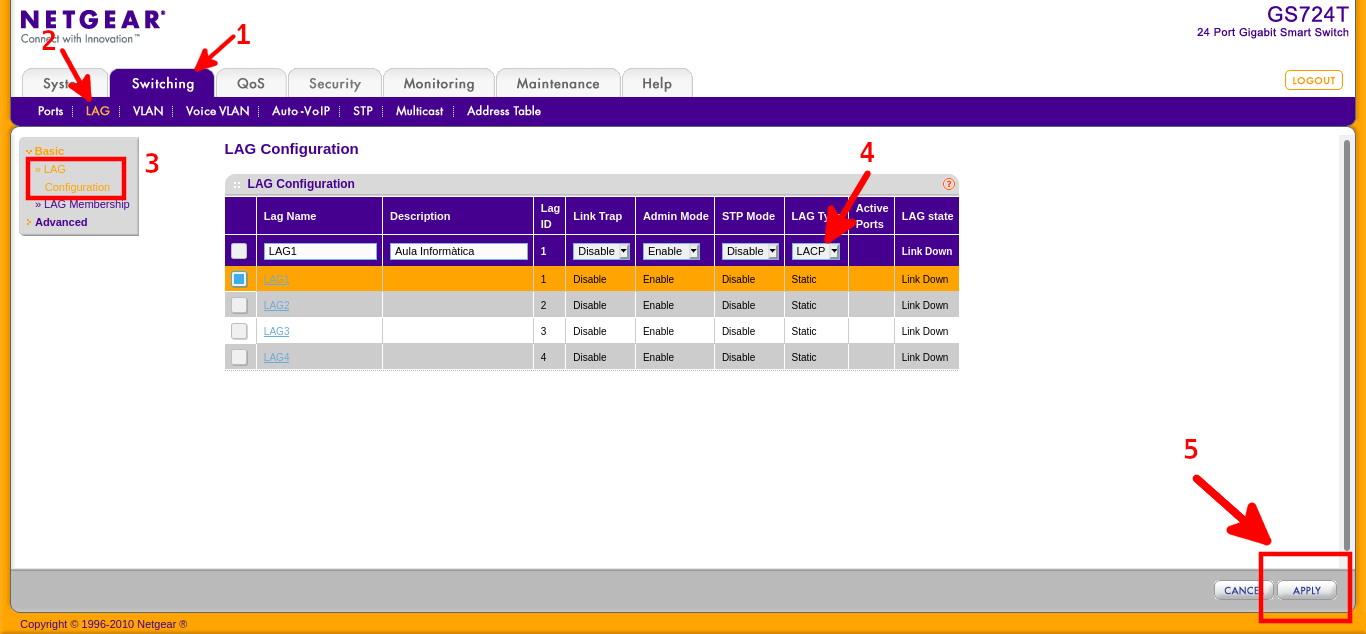 NETGEAR®
Connect with Innovation™
GS724T
24 Port Gigabit Smart Switch
2
1
Switching
QoS
Security
Monitoring
Maintenance
Help
LOGOUT
Ports
LAG
VLAN
Voice VLAN
Auto-VoIP
STP
Multicast
Address Table
Basic
» LAG
Configuration
» LAG Membership
Advanced
3
LAG Configuration
4
LAG Configuration ?
Lag Name Description Lag ID Link Trap Admin Mode STP Mode LAG Active Ports LAG state
LAG1 Aula Informàtica 1 Disable Enable Disable LACP Link Down
LAG1 1 Disable Enable Disable Static Link Down
LAG2 2 Disable Enable Disable Static Link Down
LAG3 3 Disable Enable Disable Static Link Down
LAG4 4 Disable Enable Disable Static Link Down
5
APPLY
Copyright © 1996-2010 Netgear ®